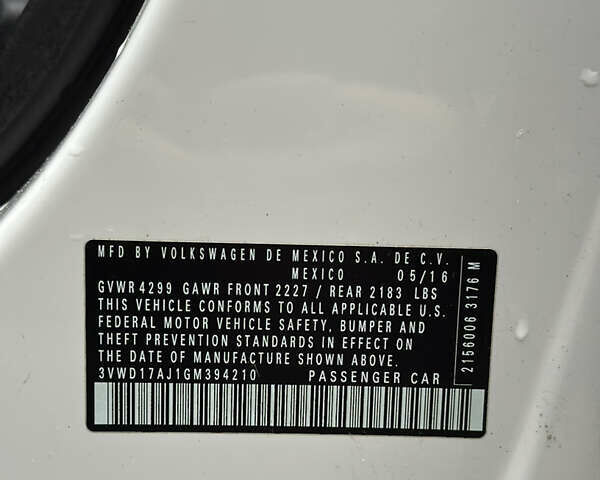 MFD BY VOLKSWAGEN DE MEXICO S.A. DE C.V.
MEXICO 05/16
GVWR 4299 GAWR FRONT 2227 / REAR 2183 LBS
THIS VEHICLE CONFORMS TO ALL APPLICABLE U.S.
FEDERAL MOTOR VEHICLE SAFETY, BUMPER AND
THEFT PREVENTION STANDARDS IN EFFECT ON
THE DATE OF MANUFACTURE SHOWN ABOVE.
3VWD17AJ1GM394210 PASSENGER CAR
2156006 3176 M